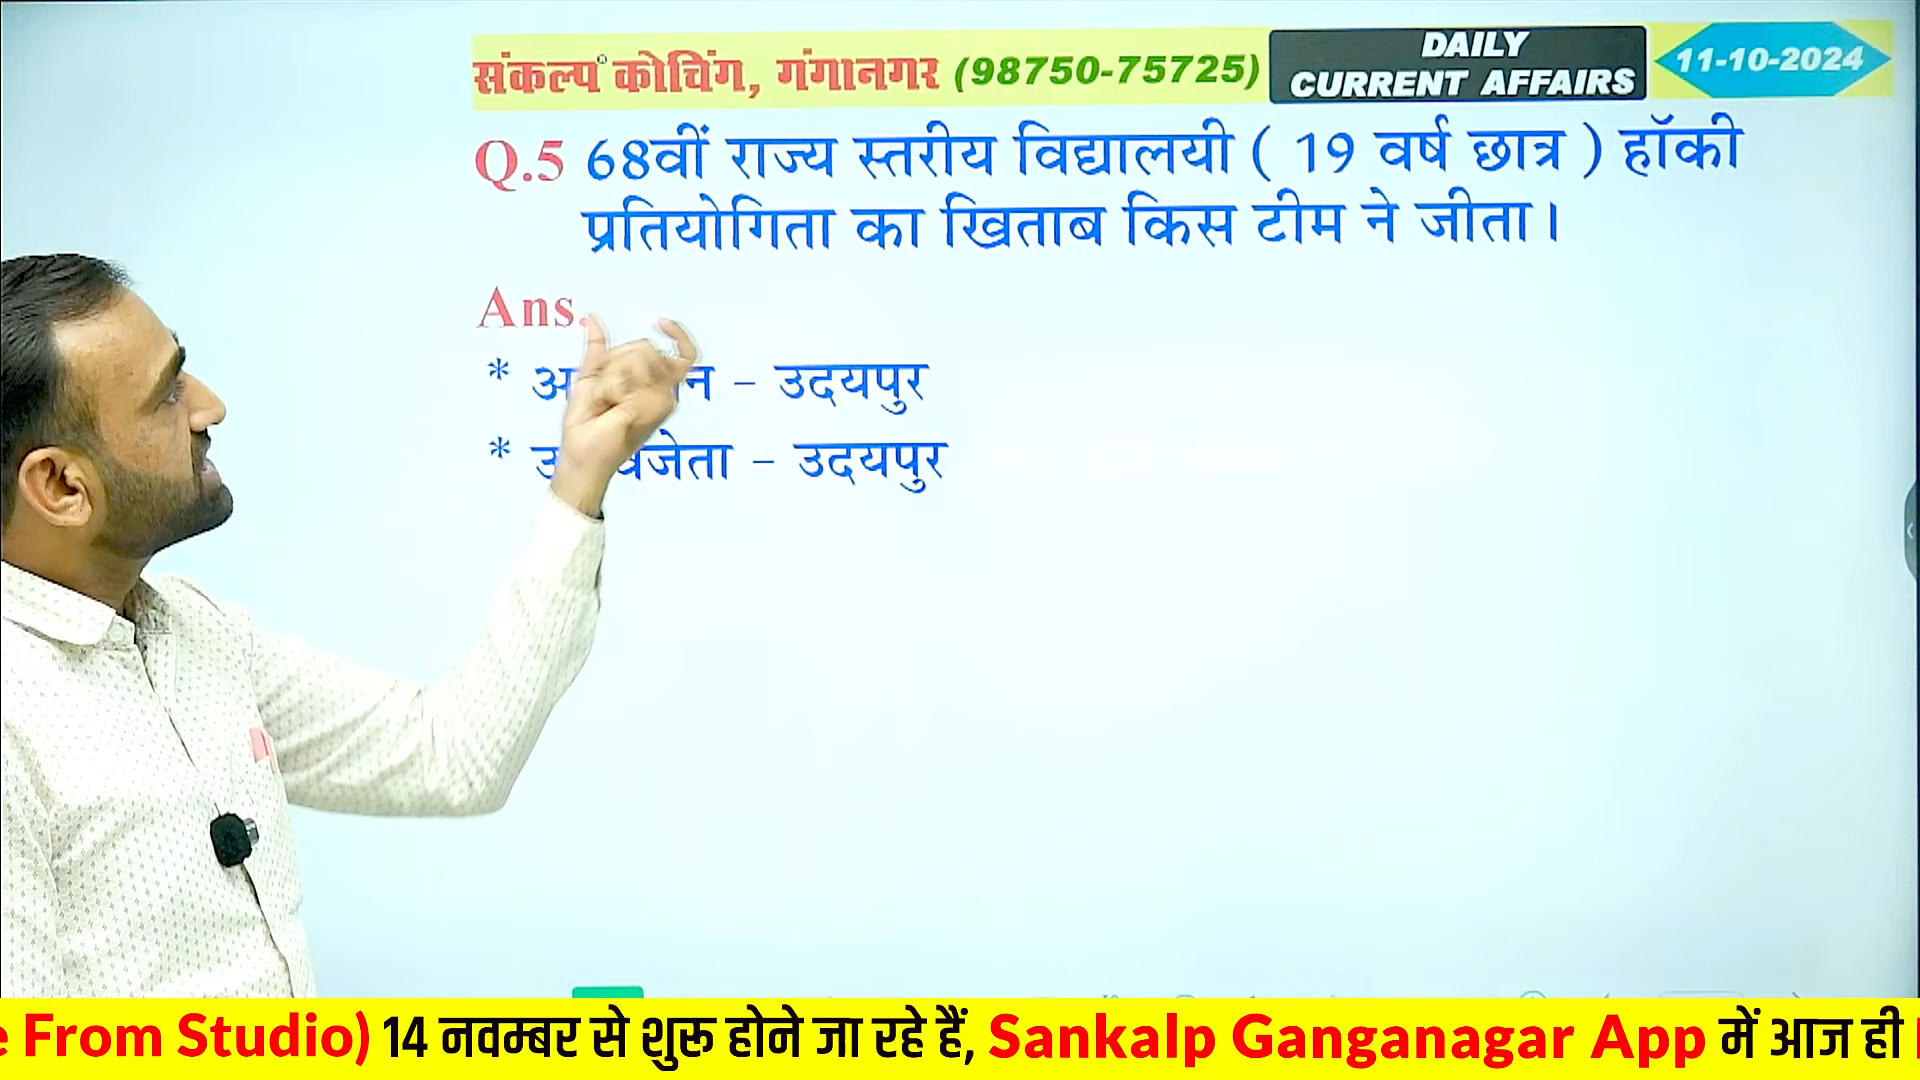 संकल्प® कोचिंग, गंगानगर (98750-75725)
DAILY
CURRENT AFFAIRS
11-10-2024
Q.5 68वीं राज्य स्तरीय विद्यालयी ( 19 वर्ष छात्र ) हॉकी
प्रतियोगिता का खिताब किस टीम ने जीता।
Ans.
* – उदयपुर
* – उदयपुर
From Studio) 14 नवम्बर से शुरू होने जा रहे हैं, Sankalp Ganganagar App में आज ही